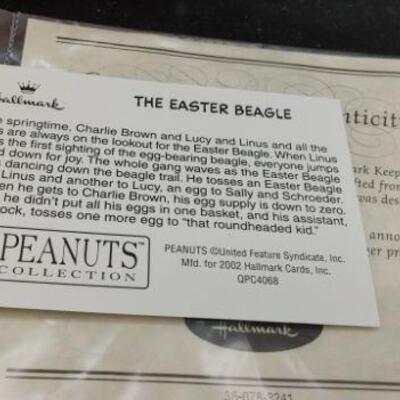 Hallmark
THE EASTER BEAGLE
springtime, Charlie Brown and Lucy and Linus and all the
are always on the lookout for the Easter Beagle. When Linus
the first sighting of the egg-bearing beagle, everyone jumps
down for joy. The whole gang waves as the Easter Beagle
dancing down the beagle trail. He tosses an Easter
Linus and another to Lucy, an egg to Sally and Schroeder.
he gets to Charlie Brown, his egg supply is down to zero.
he didn't put all his eggs in one basket, and his assistant,
tosses one more egg to "that roundheaded kid."
PEANUTS
COLLECTION
PEANUTS ©United Feature Syndicate, Inc.
Mfd. for 2002 Hallmark Cards, Inc.
QPC4068
Hallmark
36-078-3241